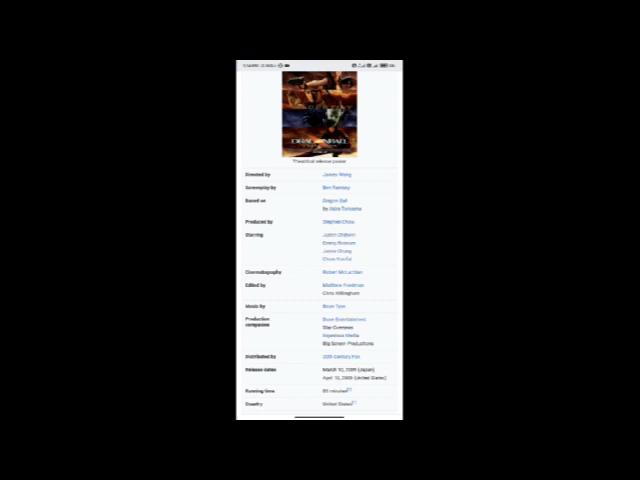 DRAGONBALL
Theatrical release poster
Directed by James Wong
Screenplay by Ben Ramsey
Based on Dragon Ball
by Akira Toriyama
Produced by Stephen Chow
Starring Justin Chatwin
Emmy Rossum
Jamie Chung
Chow Yun-Fat
Cinematography Robert McLachlan
Edited by Matthew Friedman
Chris Willingham
Music by Brian Tyler
Production Dune Entertainment
companies Star Overseas
Ingenious Media
Big Screen Productions
Distributed by 20th Century Fox
Release dates March 10, 2009 (Japan)
April 10, 2009 (United States)
Running time 85 minutes
Country United States